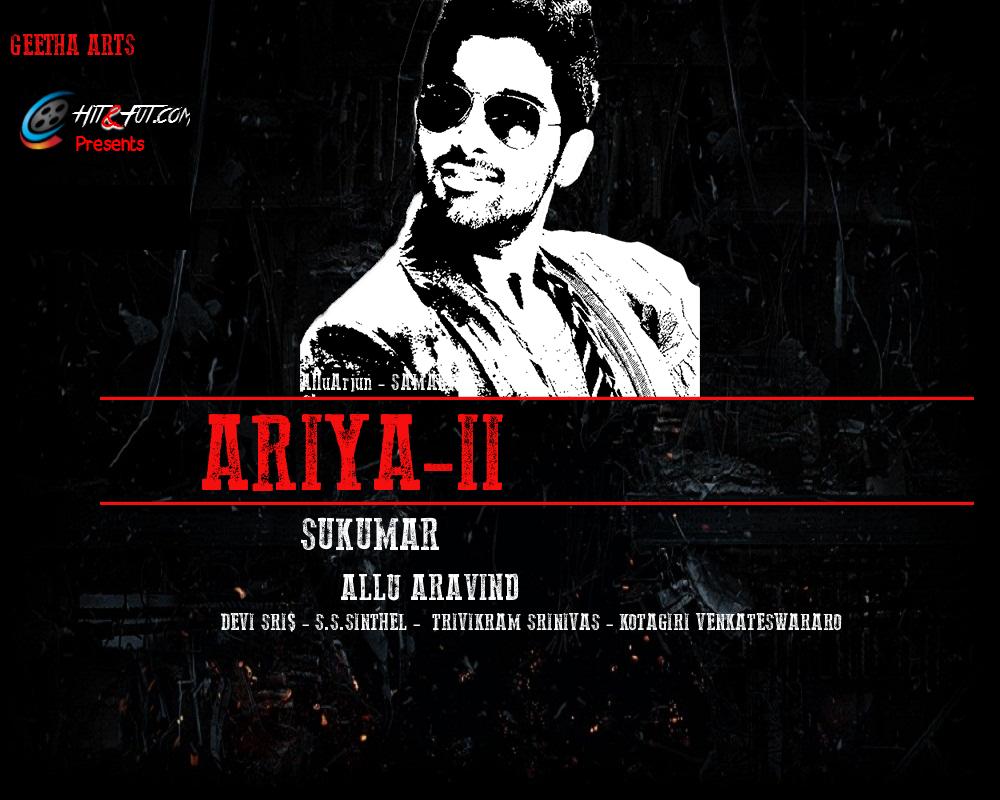 GEETHA ARTS
HIT&FUT.COM
Presents
AlluArjun - SAMA
ARIYA-II
SUKUMAR
ALLU ARAVIND
DEVI SRI$ - S.S.SINTHEL - TRIVIKRAM SRINIVAS - KOTAGIRI VENKATESWARARO